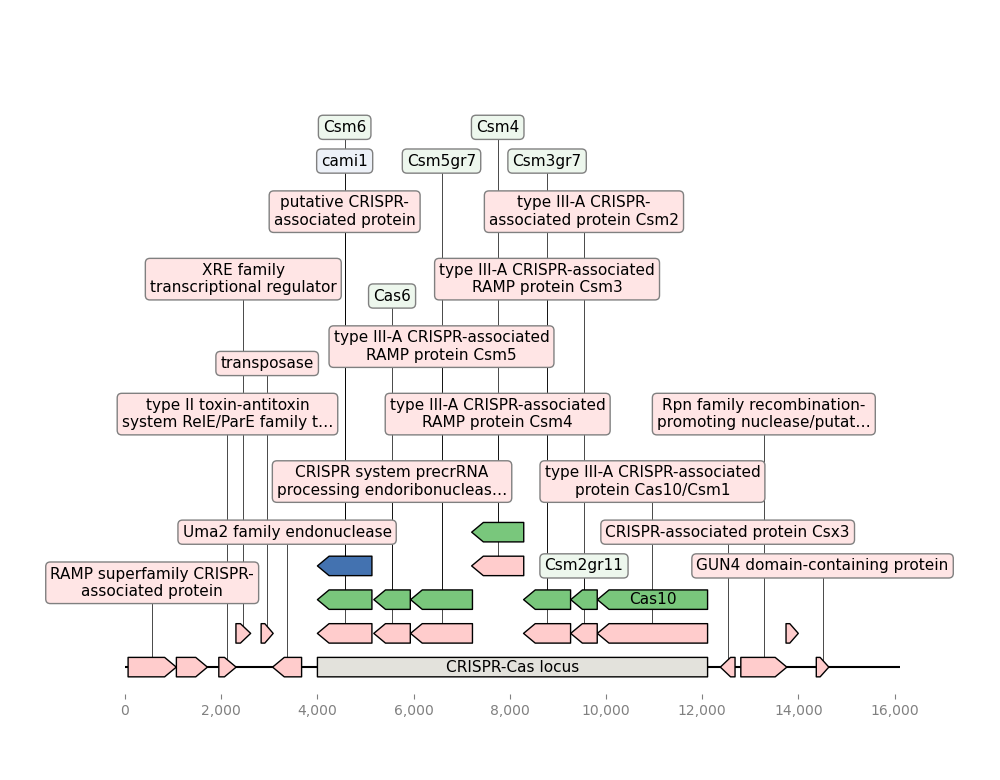 Csm6
Csm4
cami1
Csm5gr7
Csm3gr7
putative CRISPR-
associated protein
type III-A CRISPR-
associated protein Csm2
XRE family
transcriptional regulator
type III-A CRISPR-associated
RAMP protein Csm3
Cas6
type III-A CRISPR-associated
RAMP protein Csm5
transposase
type II toxin-antitoxin
system RelE/ParE family t...
type III-A CRISPR-associated
RAMP protein Csm4
Rpn family recombination-
promoting nuclease/putat...
CRISPR system precrRNA
processing endoribonucleas...
type III-A CRISPR-associated
protein Cas10/Csm1
Uma2 family endonuclease
CRISPR-associated protein Csx3
RAMP superfamily CRISPR-
associated protein
Csm2gr11
GUN4 domain-containing protein
Cas10
CRISPR-Cas locus
0
2,000
4,000
6,000
8,000
10,000
12,000
14,000
16,000